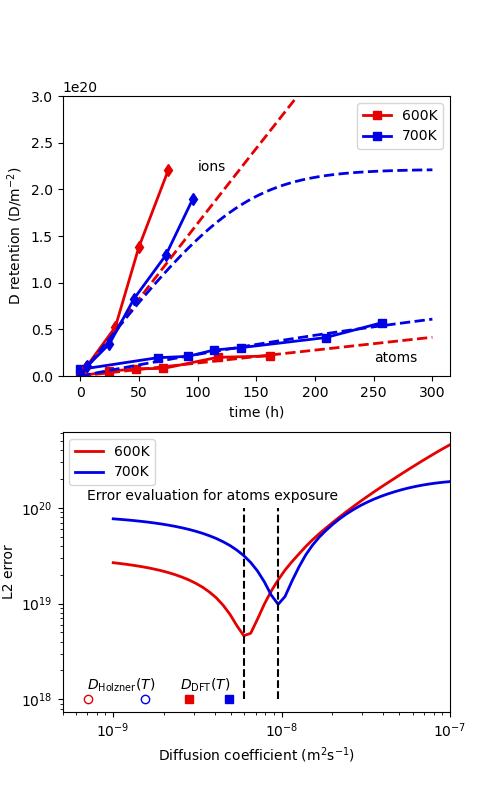 1e20
3.0
2.5
2.0
1.5
1.0
0.5
0.0
D retention (D/m⁻²)
600K
700K
ions
atoms
0 50 100 150 200 250 300
time (h)
600K
700K
Error evaluation for atoms exposure
10²⁰
10¹⁹
10¹⁸
L2 error
D_Holzner(T) D_DFT(T)
10⁻⁹ 10⁻⁸ 10⁻⁷
Diffusion coefficient (m²s⁻¹)